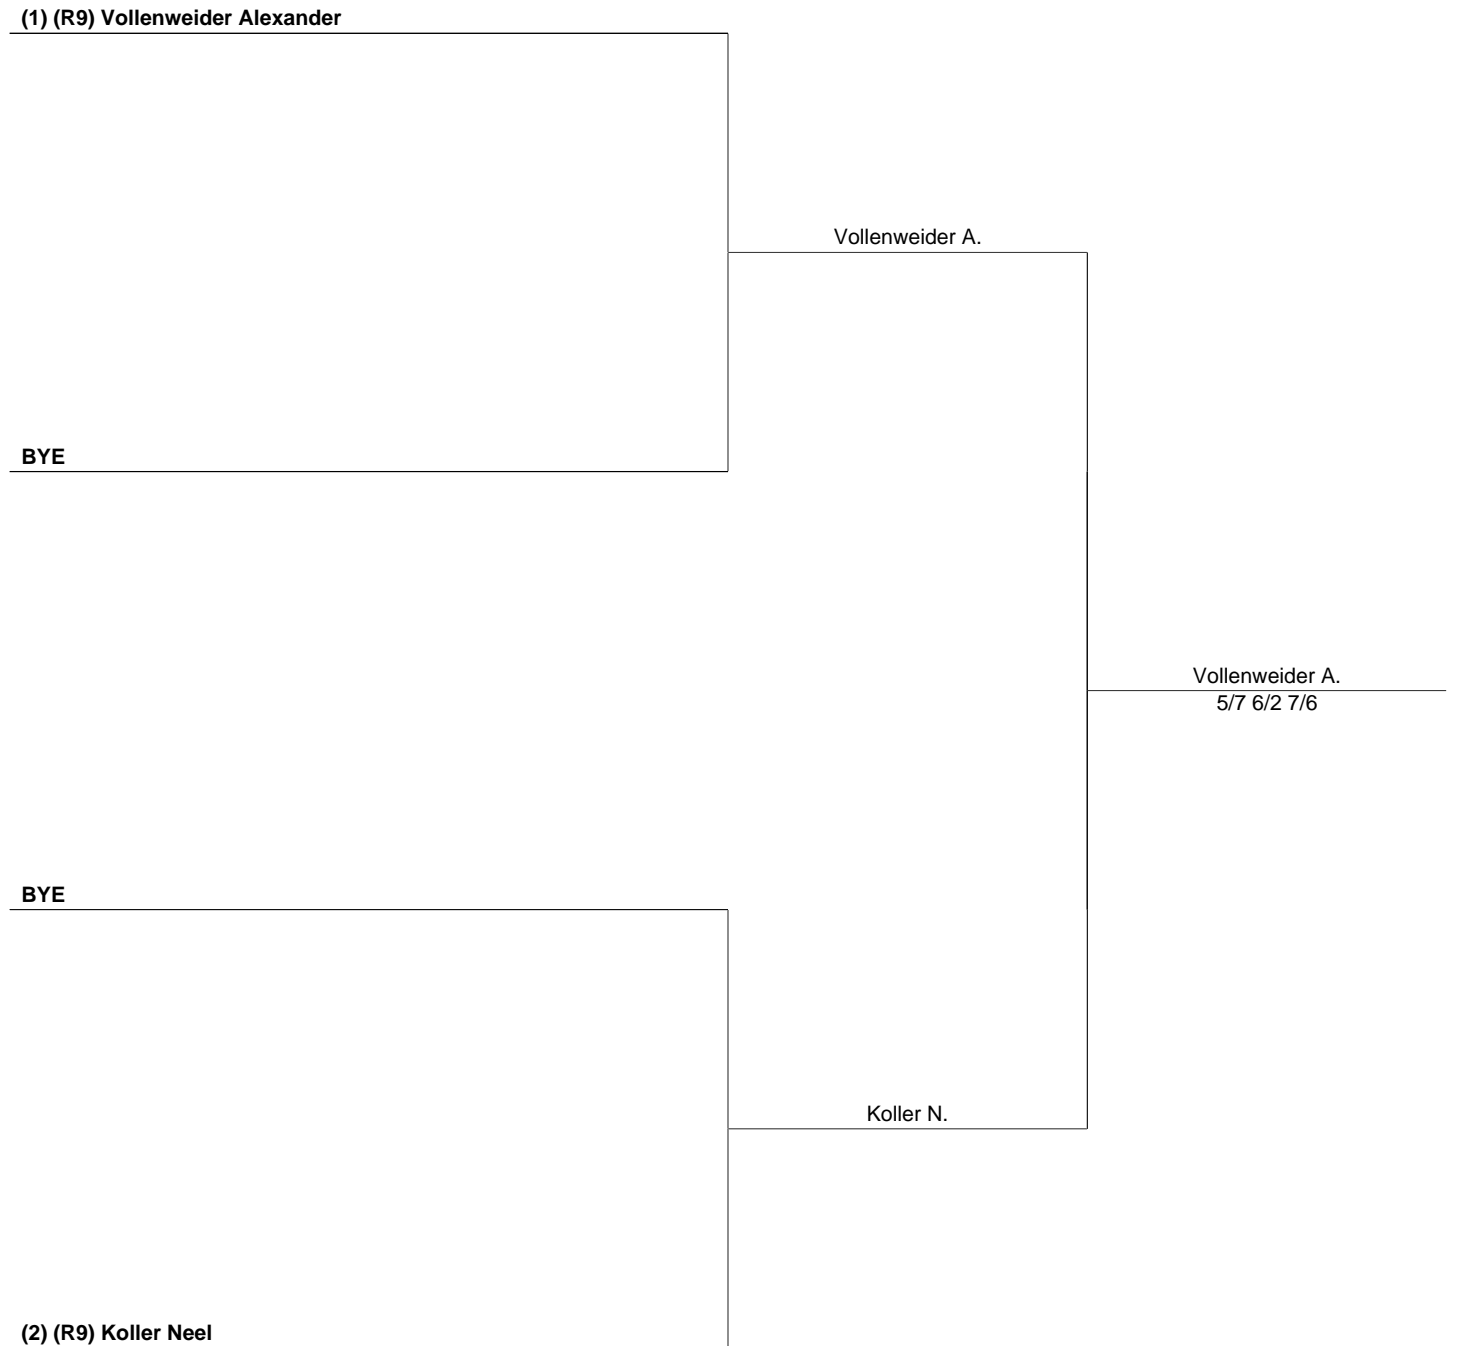 (1) (R9) Vollenweider Alexander
Vollenweider A.
BYE
Vollenweider A.
5/7 6/2 7/6
BYE
Koller N.
(2) (R9) Koller Neel